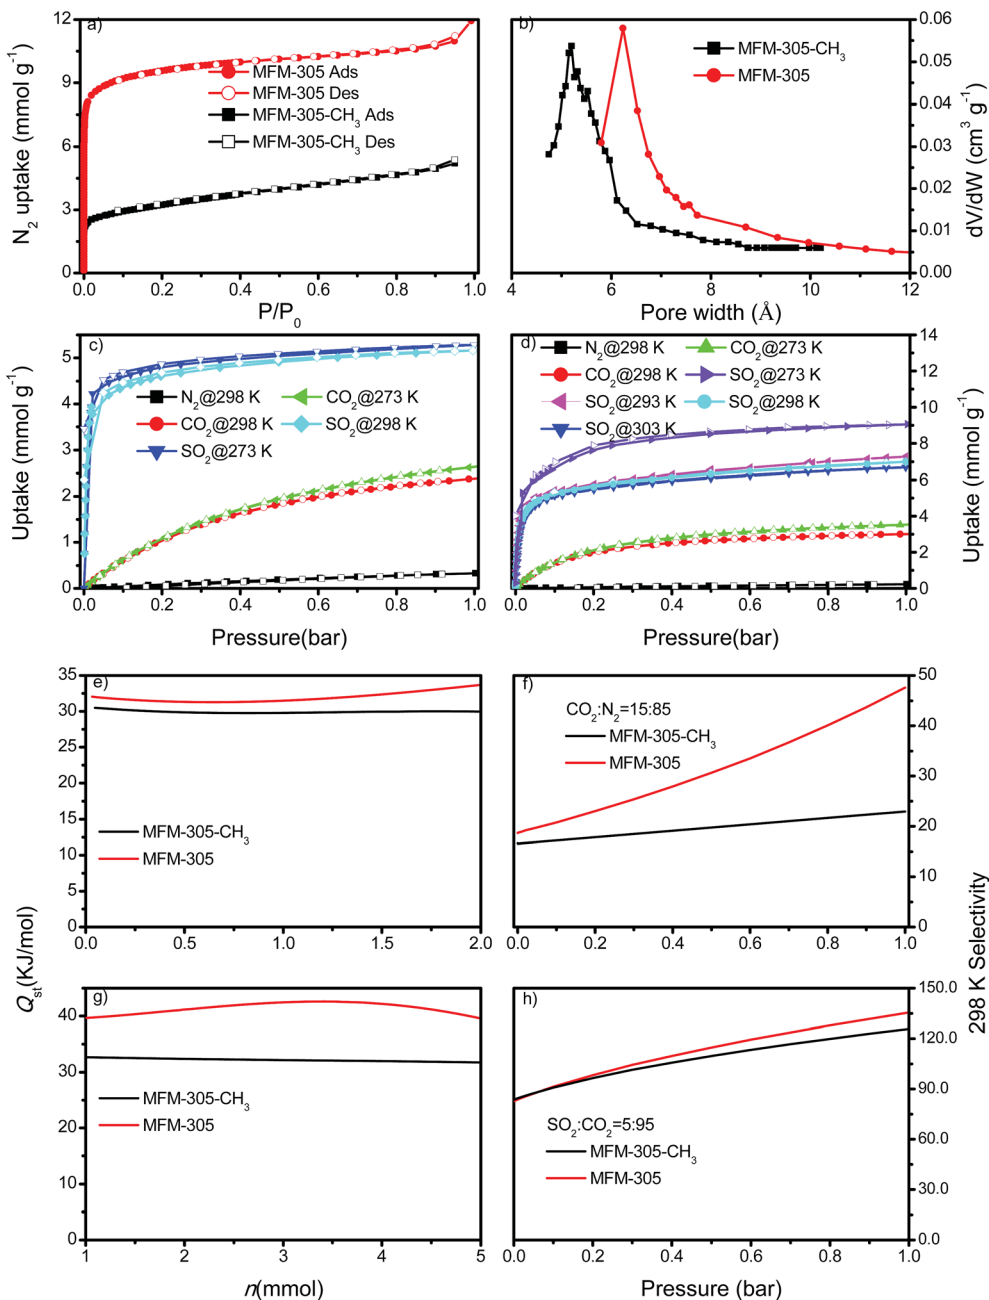 a)
N2 uptake (mmol g-1)
12
9
6
3
0
MFM-305 Ads
MFM-305 Des
MFM-305-CH3 Ads
MFM-305-CH3 Des
0.0 0.2 0.4 0.6 0.8 1.0
P/P0
b)
MFM-305-CH3
MFM-305
0.06
0.05
0.04
0.03
0.02
0.01
0.00
dV/dW (cm3 g-1)
4 6 8 10 12
Pore width (Å)
c)
Uptake (mmol g-1)
5
4
3
2
1
0
N2@298 K
CO2@273 K
CO2@298 K
SO2@298 K
SO2@273 K
0.0 0.2 0.4 0.6 0.8 1.0
Pressure(bar)
d)
N2@298 K
CO2@273 K
CO2@298 K
SO2@273 K
SO2@293 K
SO2@298 K
SO2@303 K
14
12
10
8
6
4
2
0
Uptake (mmol g-1)
0.0 0.2 0.4 0.6 0.8 1.0
Pressure(bar)
e)
35
30
25
20
15
10
5
0
MFM-305-CH3
MFM-305
0.0 0.5 1.0 1.5 2.0
f)
CO2:N2=15:85
MFM-305-CH3
MFM-305
50
40
30
20
10
0
0.0 0.2 0.4 0.6 0.8 1.0
Qst(KJ/mol)
298 K Selectivity
g)
40
32
24
16
8
0
MFM-305-CH3
MFM-305
1 2 3 4 5
n(mmol)
h)
SO2:CO2=5:95
MFM-305-CH3
MFM-305
150.0
120.0
90.0
60.0
30.0
0.0
0.0 0.2 0.4 0.6 0.8 1.0
Pressure (bar)